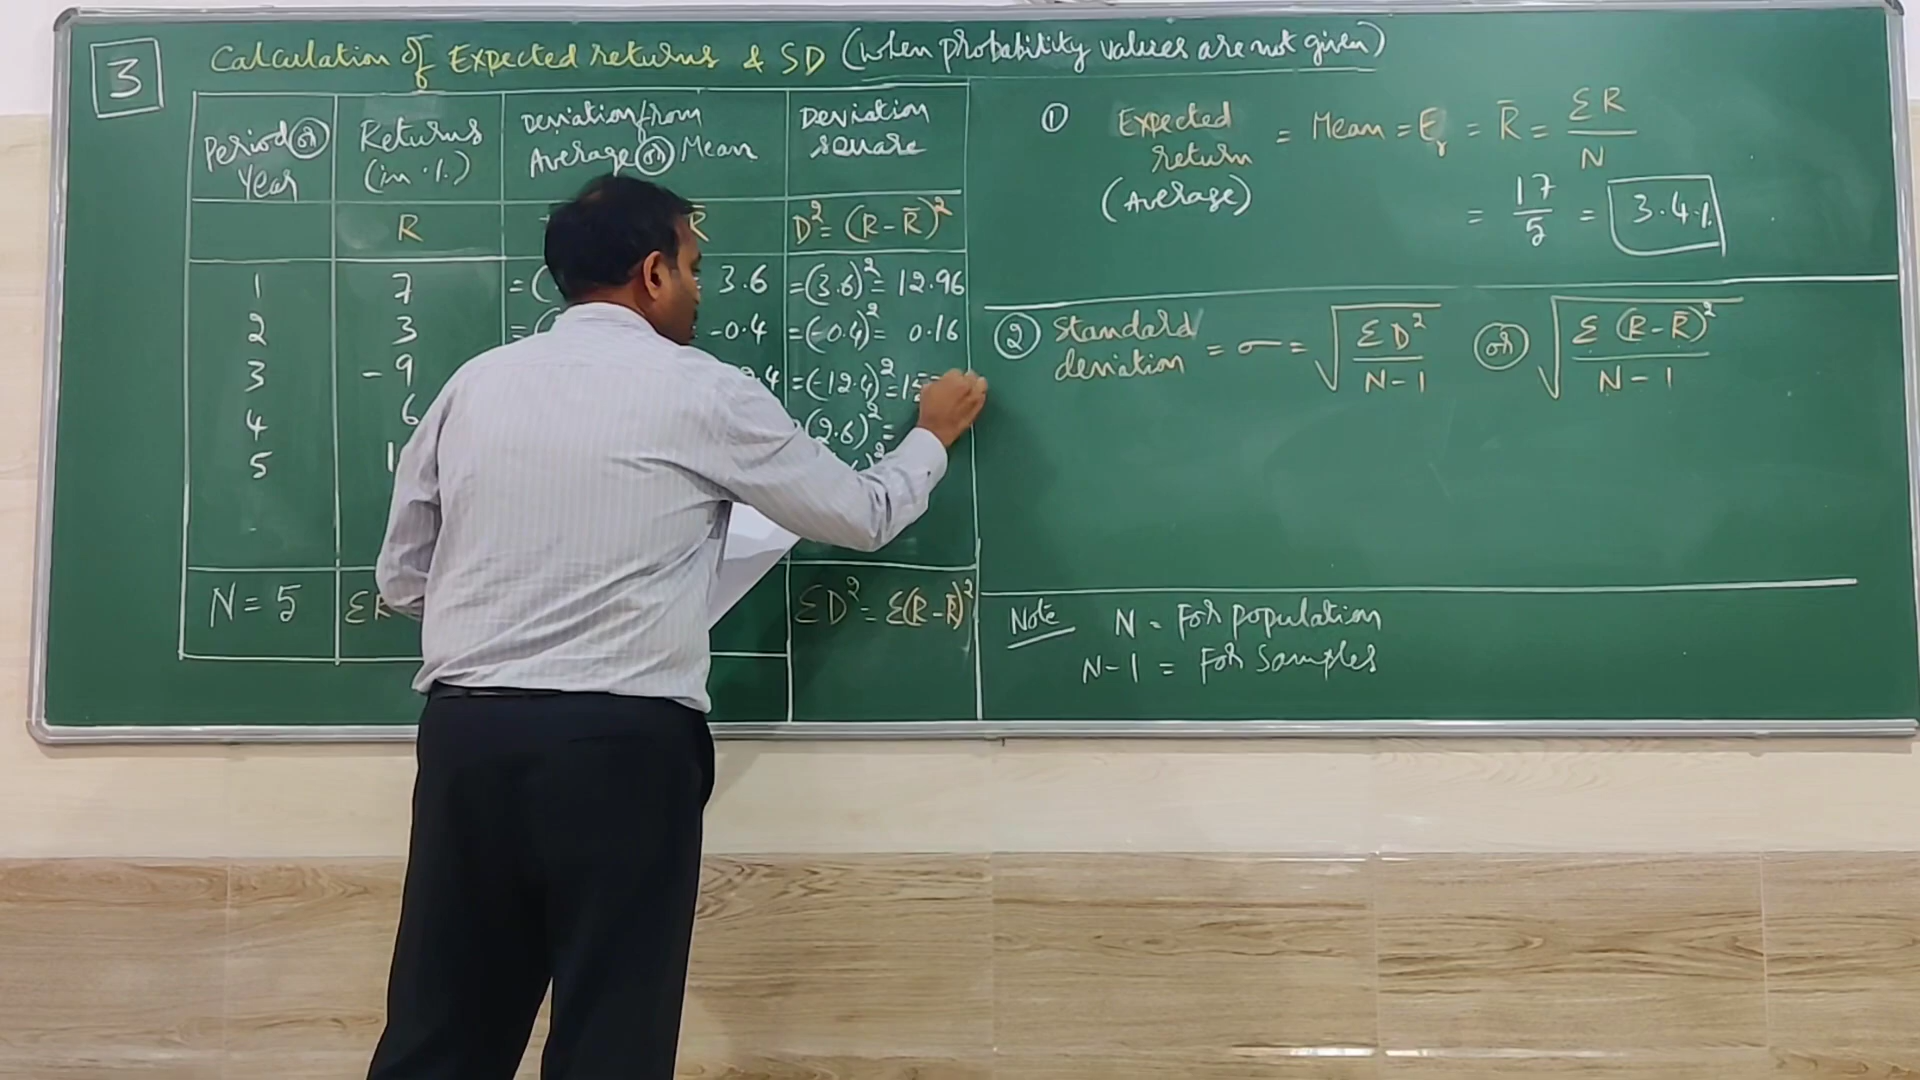 3
Calculation of Expected returns & SD (when probability values are not given)
Period or Year
Returns (in %)
Deviation from Average or Mean
Deviation square
R
R̄
D² = (R-R̄)²
1 7 =( 3.6 =(3.6)² = 12.96
2 3 -0.4 =(-0.4)² = 0.16
3 -9 .4 =(-12.4)² =
4 6 (2.6)² =
5 1
N = 5
ΣR
ΣD² = Σ(R-R̄)²
① Expected return (Average) = Mean = Eᵣ = R̄ = ΣR / N
= 17/5 = 3.4%
② Standard deviation = σ = √(ΣD² / N-1) or √(Σ(R-R̄)² / N-1)
Note N = For population
N-1 = For samples